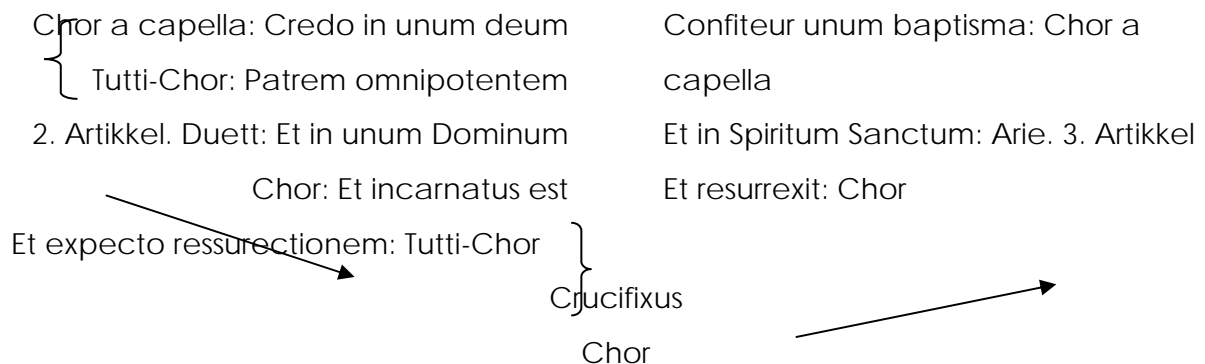 Chor a capella: Credo in unum deum
Tutti-Chor: Patrem omnipotentem
2. Artikkel. Duett: Et in unum Dominum
Chor: Et incarnatus est
Et expecto ressurectionem: Tutti-Chor
Confiteur unum baptisma: Chor a
capella
Et in Spiritum Sanctum: Arie. 3. Artikkel
Et resurrexit: Chor
Crucifixus
Chor